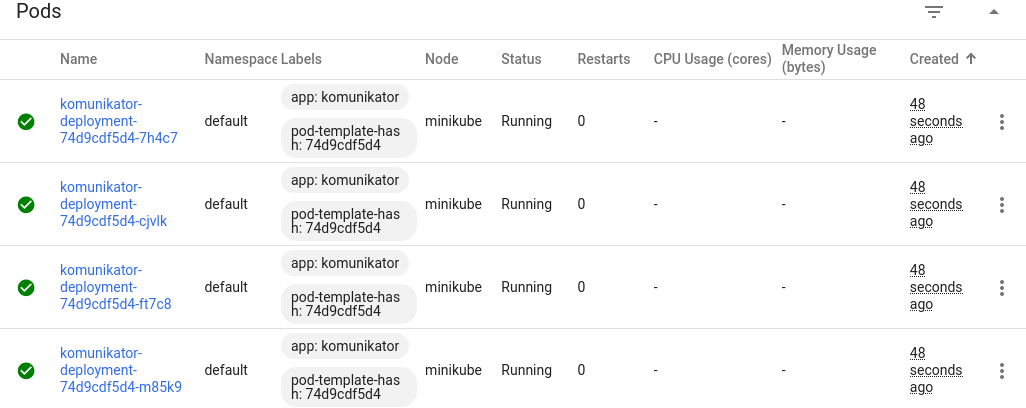 Pods
Name Namespace Labels Node Status Restarts CPU Usage (cores) Memory Usage (bytes) Created
komunikator-
deployment-
74d9cdf5d4-7h4c7
default
app: komunikator
pod-template-has
h: 74d9cdf5d4
minikube
Running
0
-
-
48
seconds
ago
komunikator-
deployment-
74d9cdf5d4-cjvlk
default
app: komunikator
pod-template-has
h: 74d9cdf5d4
minikube
Running
0
-
-
48
seconds
ago
komunikator-
deployment-
74d9cdf5d4-ft7c8
default
app: komunikator
pod-template-has
h: 74d9cdf5d4
minikube
Running
0
-
-
48
seconds
ago
komunikator-
deployment-
74d9cdf5d4-m85k9
default
app: komunikator
pod-template-has
h: 74d9cdf5d4
minikube
Running
0
-
-
48
seconds
ago